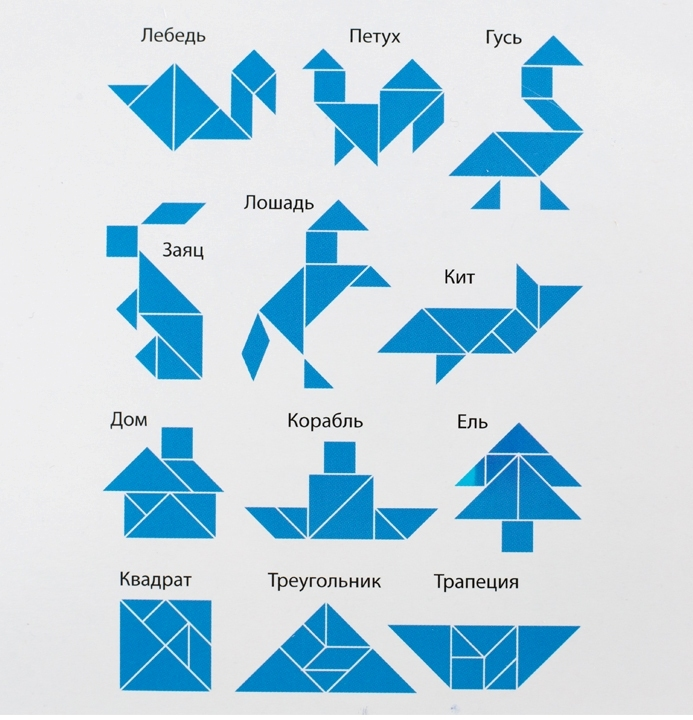 Лебедь
Петух
Гусь
Лошадь
Заяц
Кит
Дом
Корабль
Ель
Квадрат
Треугольник
Трапеция